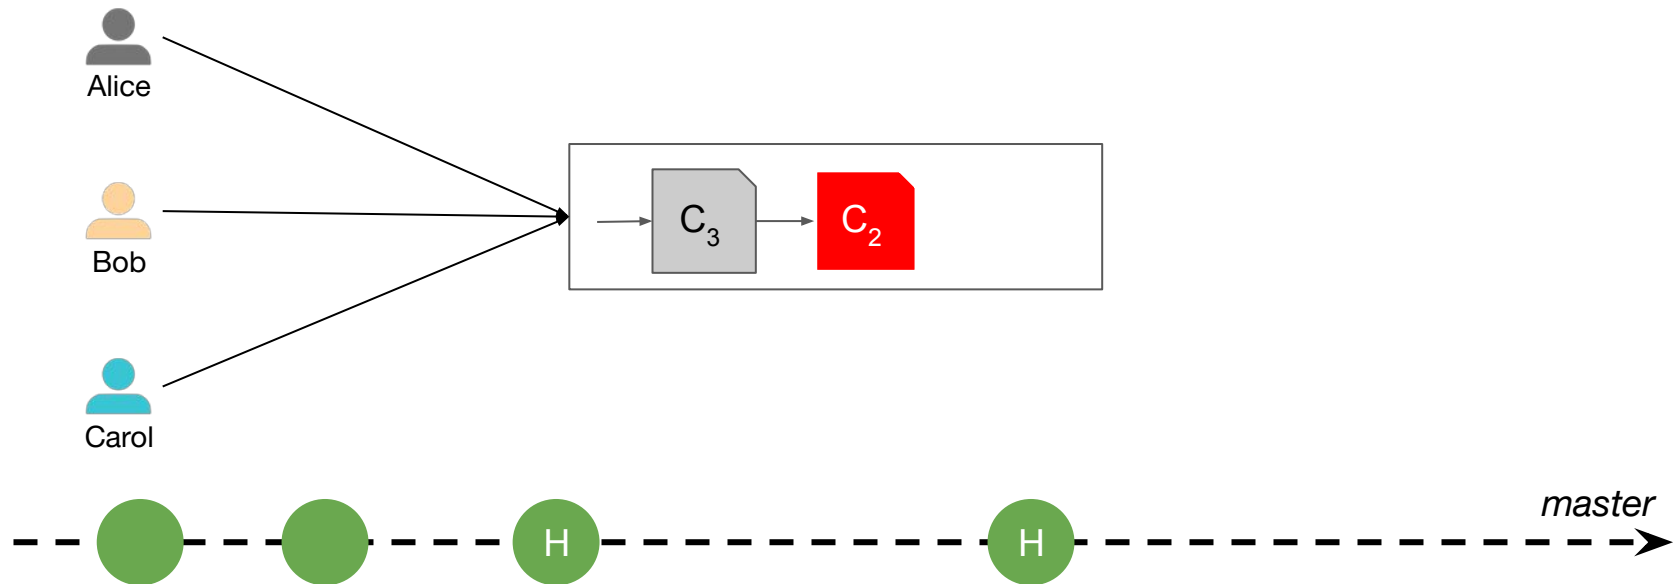 Alice
Bob
Carol
C₃
C₂
master
H
H